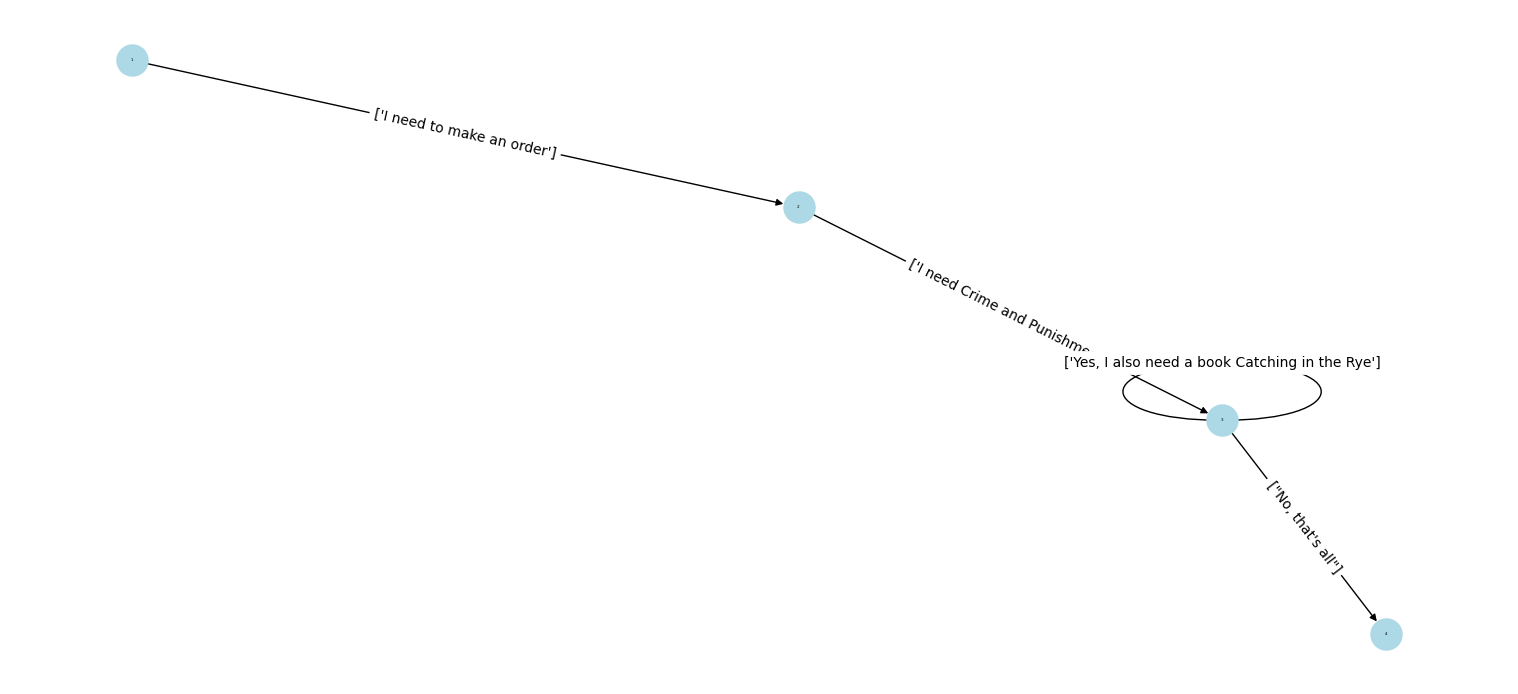 1
['I need to make an order']
2
['I need Crime and Punishme
['Yes, I also need a book Catching in the Rye']
3
["No, that's all"]
4